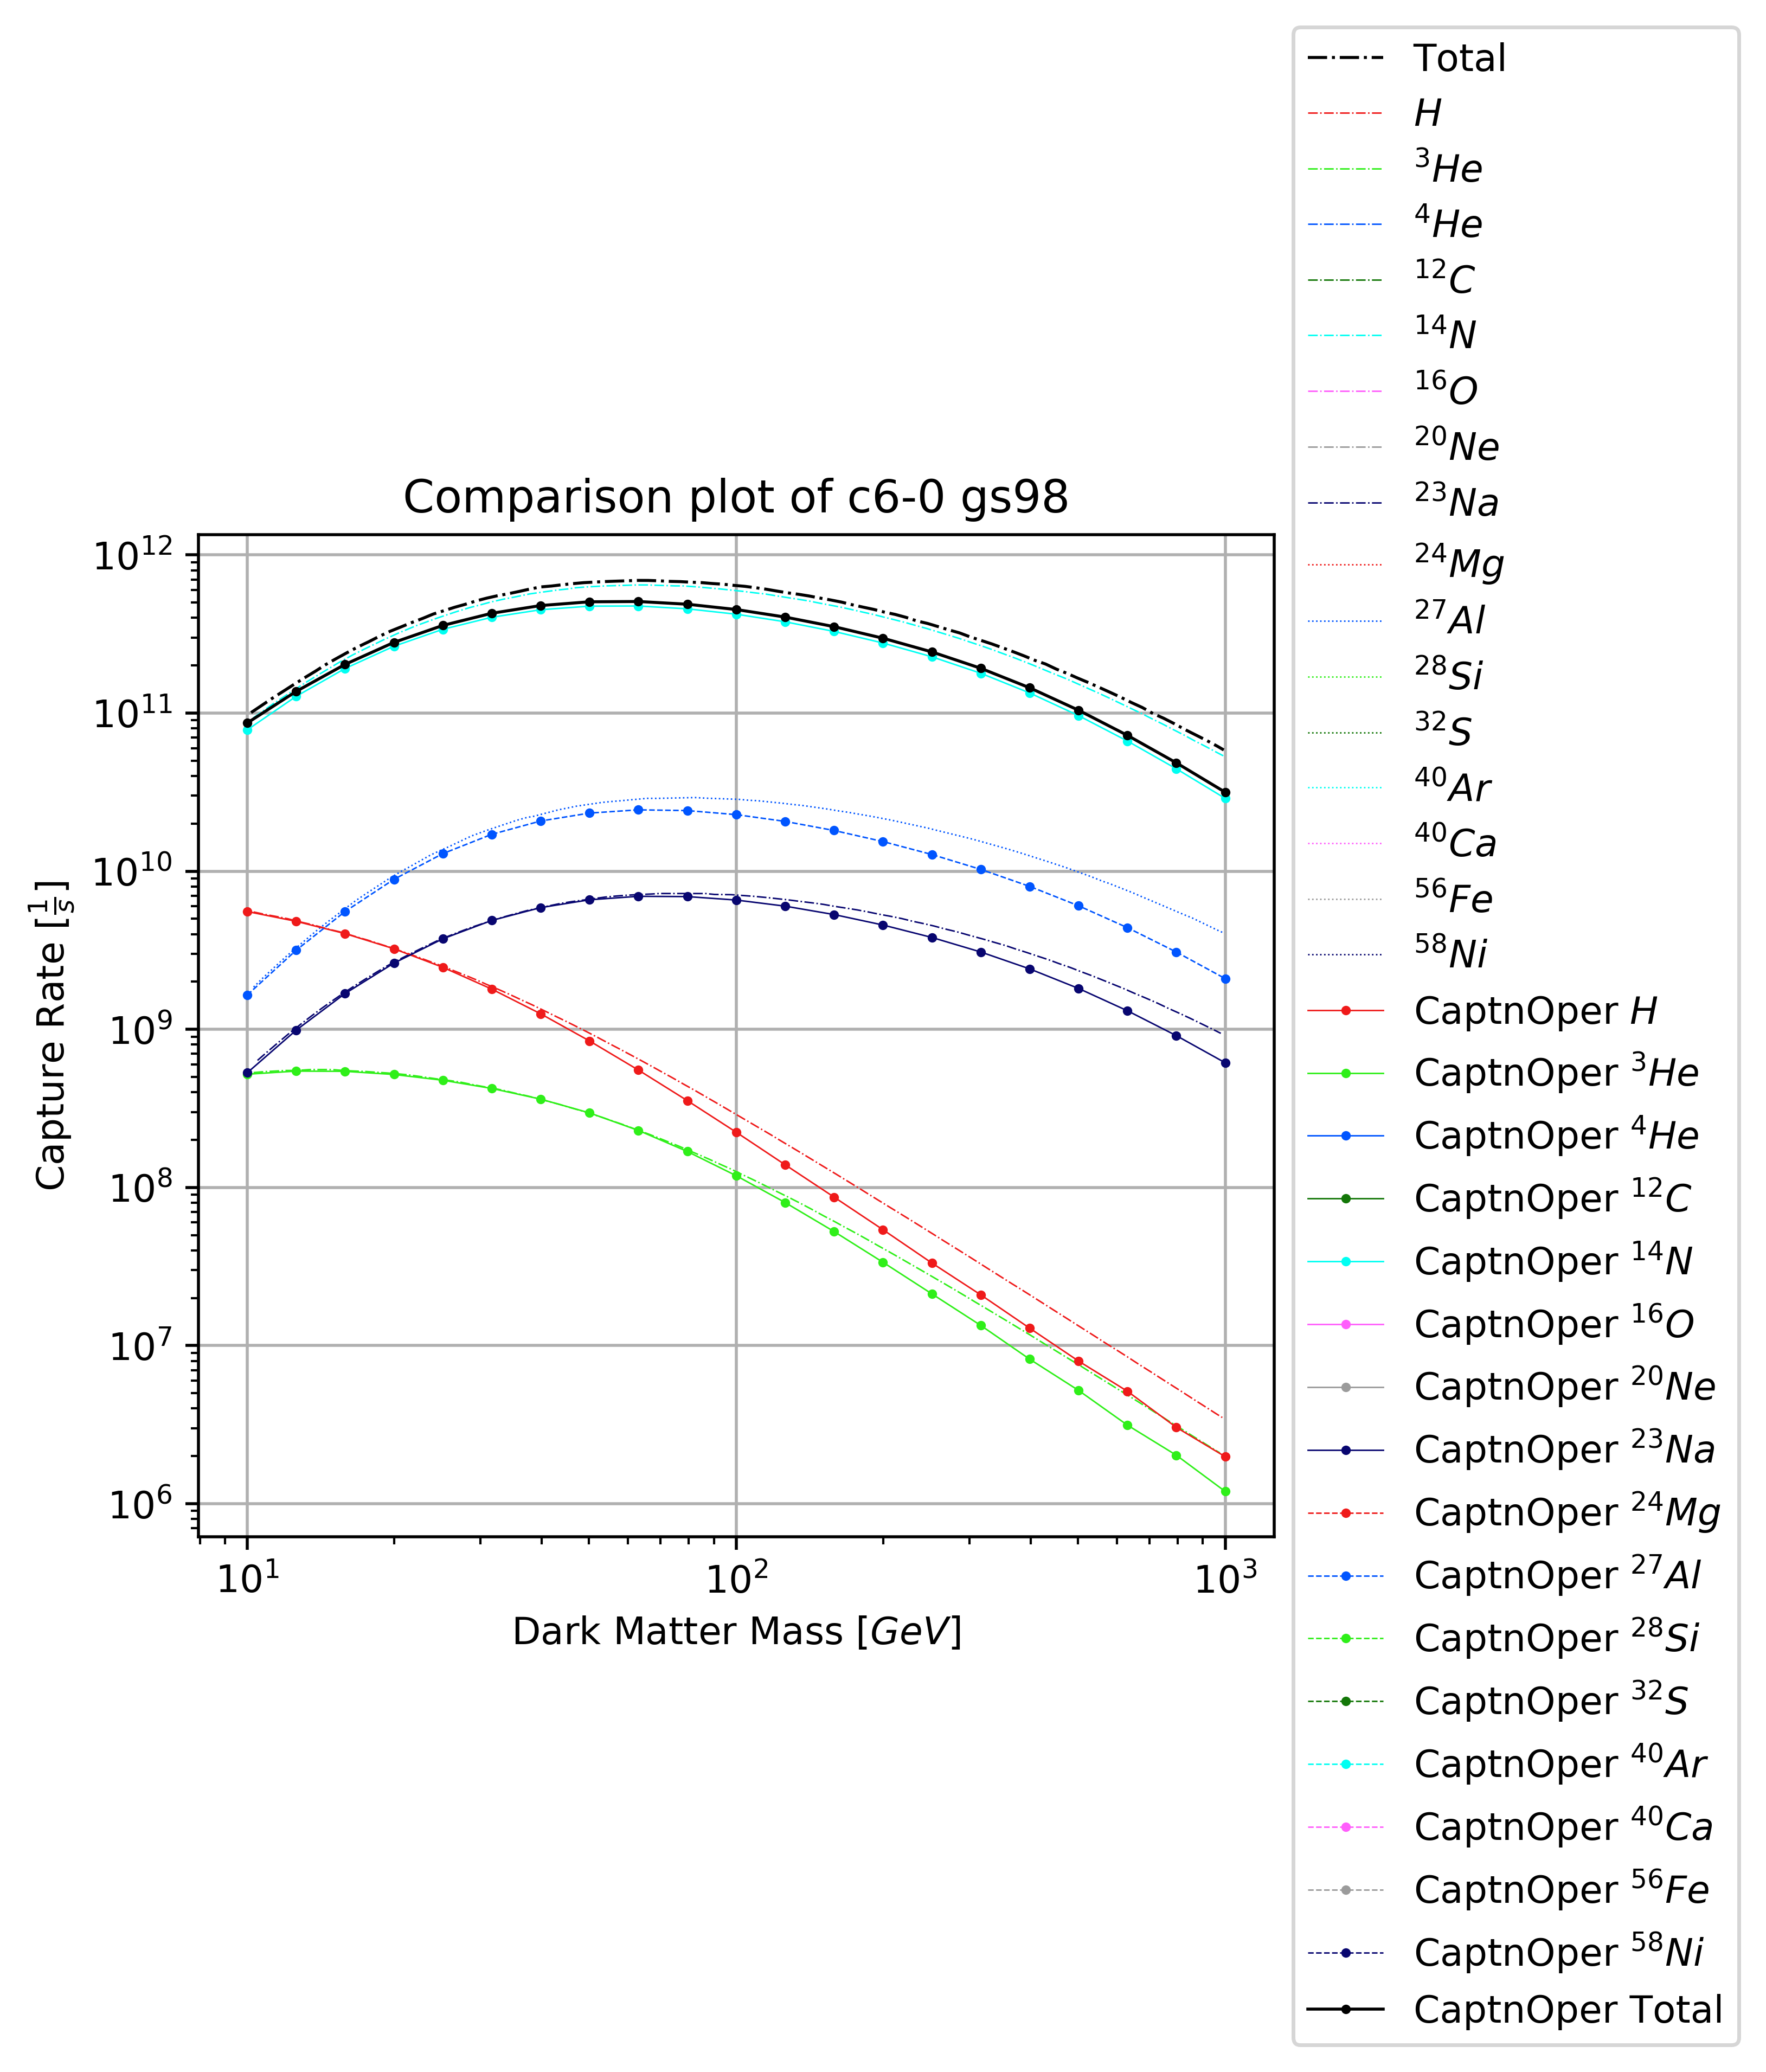 Comparison plot of c6-0 gs98
Capture Rate [1/s]
10^12
10^11
10^10
10^9
10^8
10^7
10^6
10^1
10^2
10^3
Dark Matter Mass [GeV]
Total
H
^3He
^4He
^12C
^14N
^16O
^20Ne
^23Na
^24Mg
^27Al
^28Si
^32S
^40Ar
^40Ca
^56Fe
^58Ni
CaptnOper H
CaptnOper ^3He
CaptnOper ^4He
CaptnOper ^12C
CaptnOper ^14N
CaptnOper ^16O
CaptnOper ^20Ne
CaptnOper ^23Na
CaptnOper ^24Mg
CaptnOper ^27Al
CaptnOper ^28Si
CaptnOper ^32S
CaptnOper ^40Ar
CaptnOper ^40Ca
CaptnOper ^56Fe
CaptnOper ^58Ni
CaptnOper Total